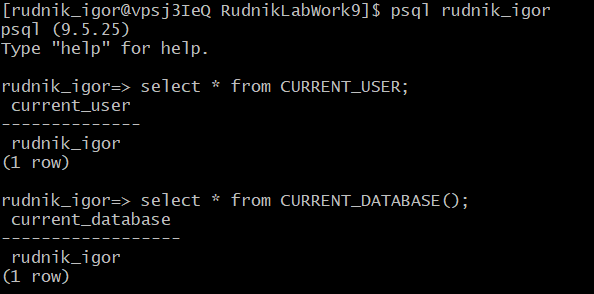 [rudnik_igor@vpsj3IeQ RudnikLabWork9]$ psql rudnik_igor
psql (9.5.25)
Type "help" for help.

rudnik_igor=> select * from CURRENT_USER;
 current_user
--------------
 rudnik_igor
(1 row)

rudnik_igor=> select * from CURRENT_DATABASE();
 current_database
------------------
 rudnik_igor
(1 row)